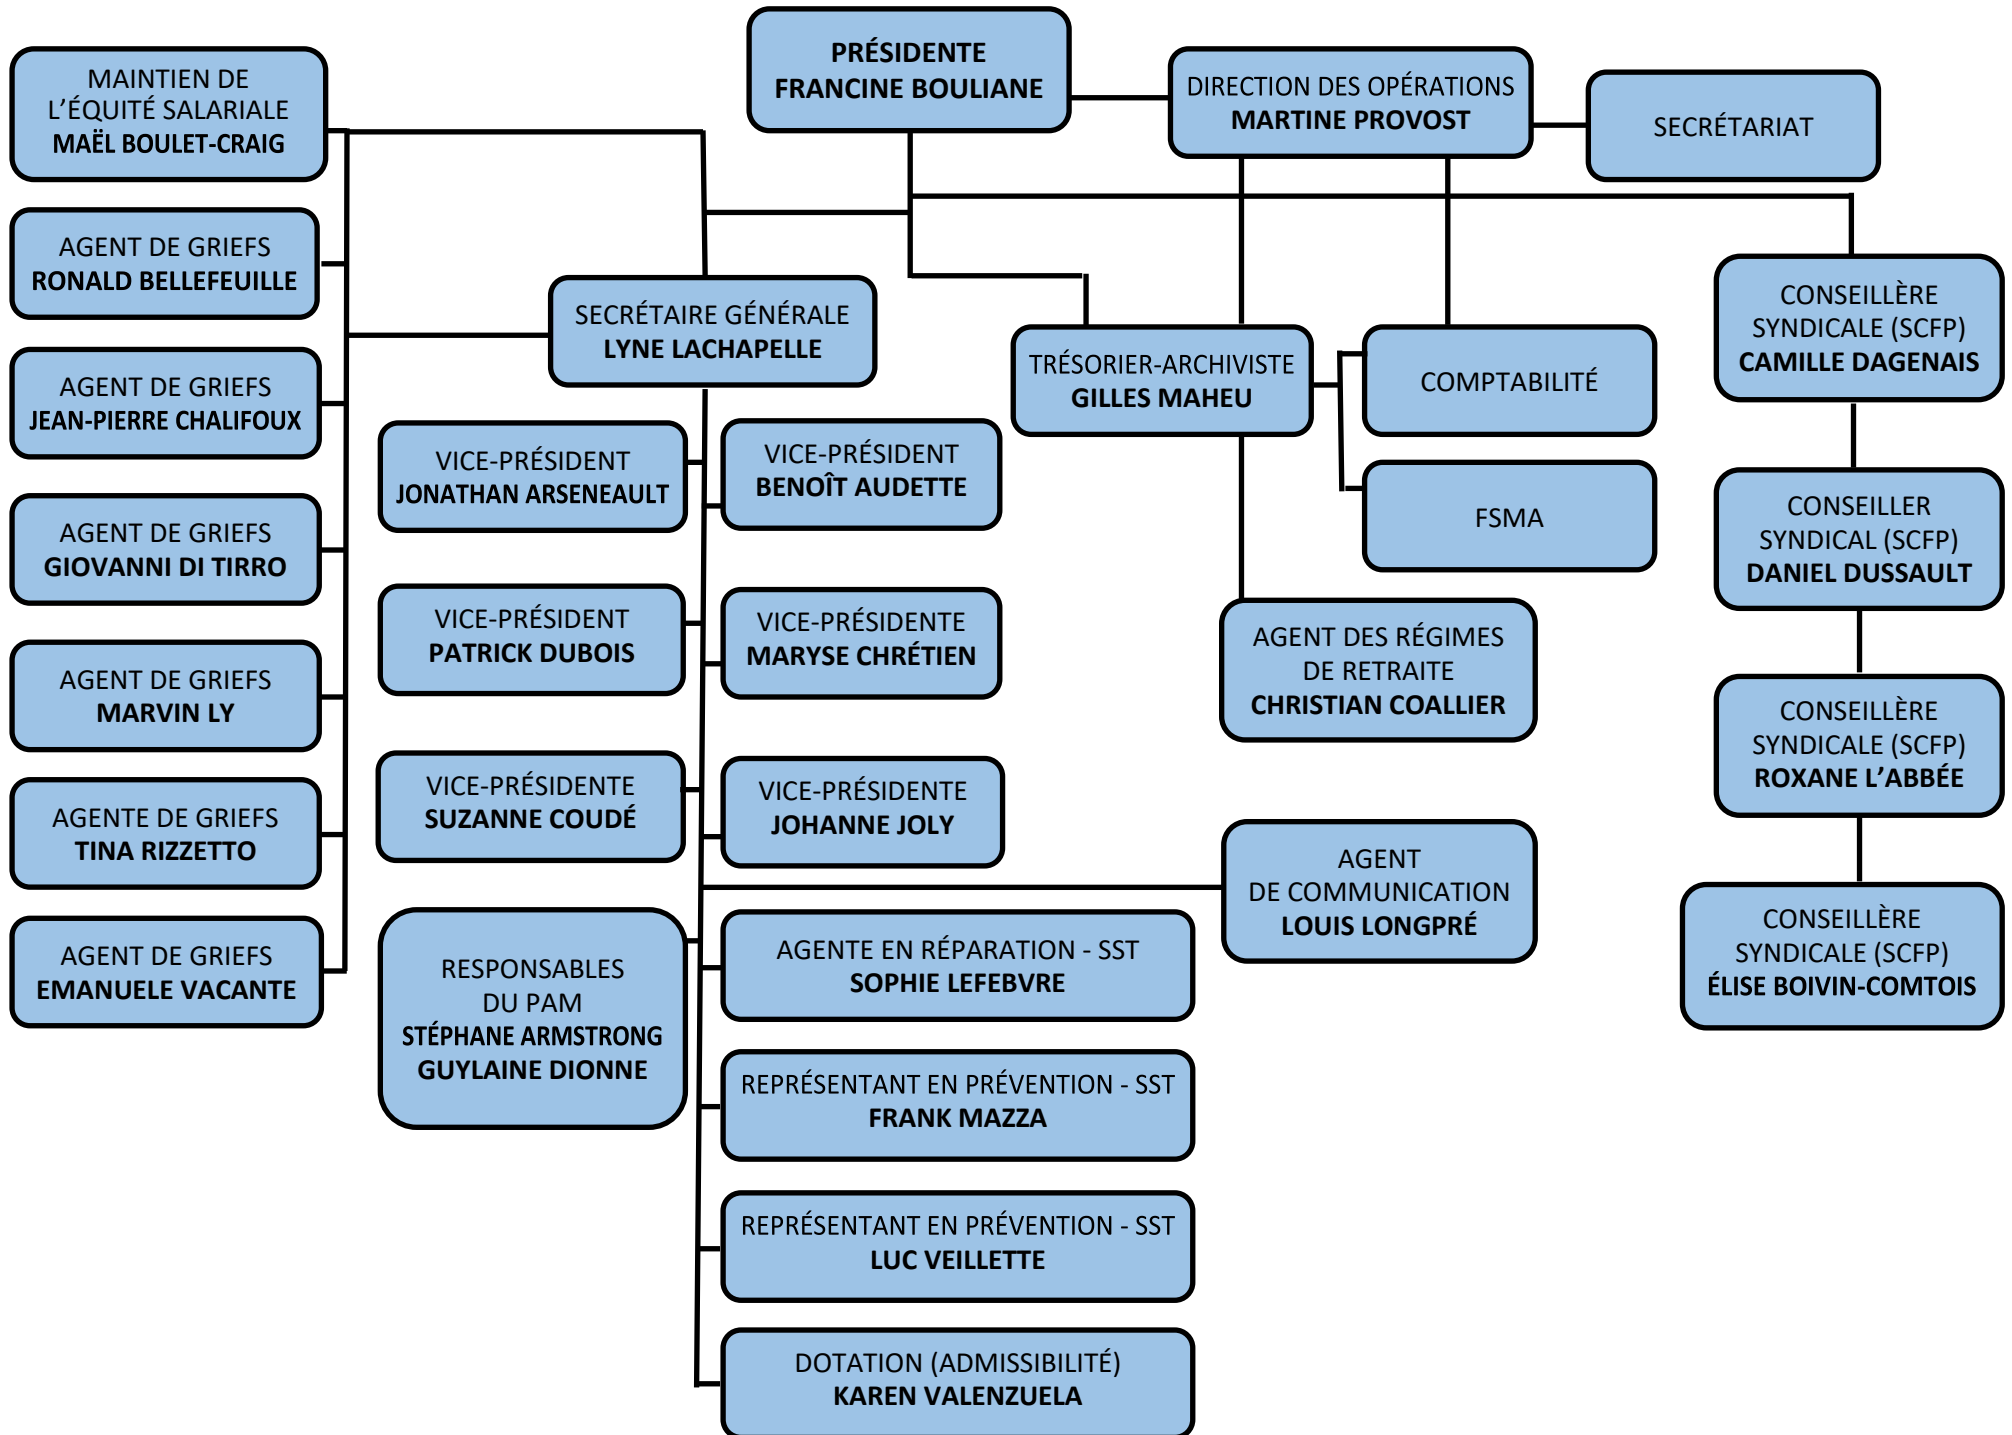 PRÉSIDENTE
FRANCINE BOULIANE
DIRECTION DES OPÉRATIONS
MARTINE PROVOST
SECRÉTARIAT
MAINTIEN DE
L’ÉQUITÉ SALARIALE
MAËL BOULET-CRAIG
AGENT DE GRIEFS
RONALD BELLEFEUILLE
AGENT DE GRIEFS
JEAN-PIERRE CHALIFOUX
AGENT DE GRIEFS
GIOVANNI DI TIRRO
AGENT DE GRIEFS
MARVIN LY
AGENTE DE GRIEFS
TINA RIZZETTO
AGENT DE GRIEFS
EMANUELE VACANTE
SECRÉTAIRE GÉNÉRALE
LYNE LACHAPELLE
VICE-PRÉSIDENT
JONATHAN ARSENEAULT
VICE-PRÉSIDENT
BENOÎT AUDETTE
VICE-PRÉSIDENT
PATRICK DUBOIS
VICE-PRÉSIDENTE
MARYSE CHRÉTIEN
VICE-PRÉSIDENTE
SUZANNE COUDÉ
VICE-PRÉSIDENTE
JOHANNE JOLY
RESPONSABLES
DU PAM
STÉPHANE ARMSTRONG
GUYLAINE DIONNE
AGENTE EN RÉPARATION - SST
SOPHIE LEFEBVRE
REPRÉSENTANT EN PRÉVENTION - SST
FRANK MAZZA
REPRÉSENTANT EN PRÉVENTION - SST
LUC VEILLETTE
DOTATION (ADMISSIBILITÉ)
KAREN VALENZUELA
TRÉSORIER-ARCHIVISTE
GILLES MAHEU
COMPTABILITÉ
FSMA
AGENT DES RÉGIMES
DE RETRAITE
CHRISTIAN COALLIER
AGENT
DE COMMUNICATION
LOUIS LONGPRÉ
CONSEILLÈRE
SYNDICALE (SCFP)
CAMILLE DAGENAIS
CONSEILLER
SYNDICAL (SCFP)
DANIEL DUSSAULT
CONSEILLÈRE
SYNDICALE (SCFP)
ROXANE L’ABBÉE
CONSEILLÈRE
SYNDICALE (SCFP)
ÉLISE BOIVIN-COMTOIS